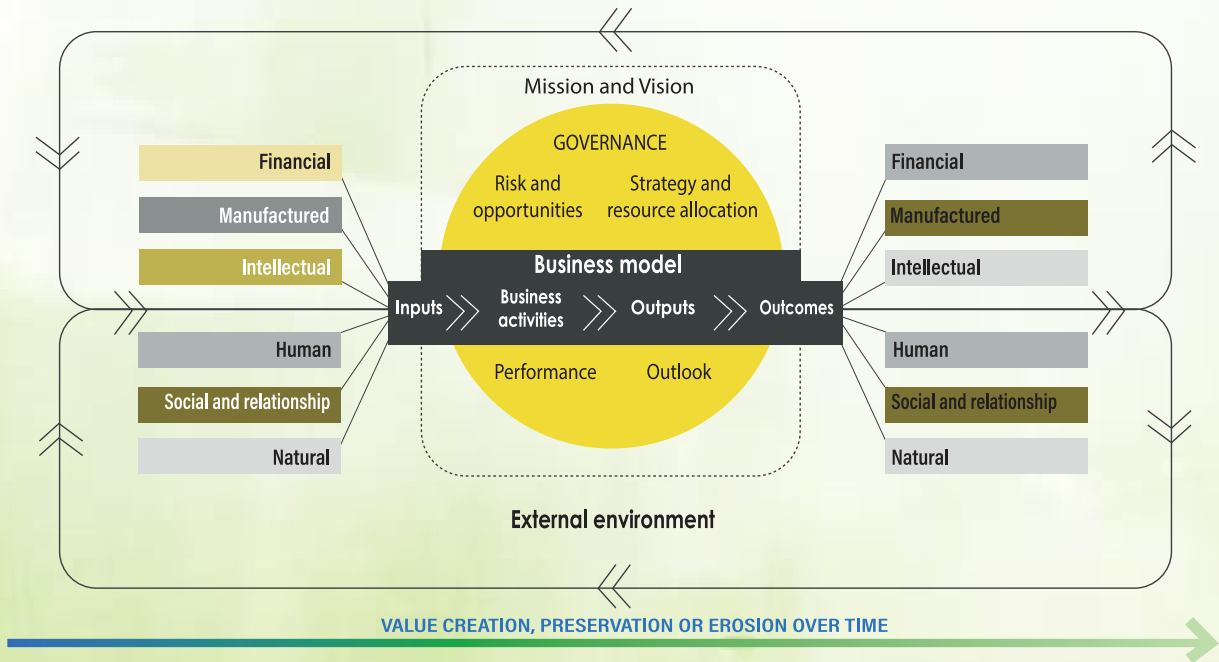 Mission and Vision
GOVERNANCE
Risk and
opportunities
Strategy and
resource allocation
Financial
Manufactured
Intellectual
Human
Social and relationship
Natural
Business model
Inputs
Business
activities
Outputs
Outcomes
Performance
Outlook
Financial
Manufactured
Intellectual
Human
Social and relationship
Natural
External environment
VALUE CREATION, PRESERVATION OR EROSION OVER TIME